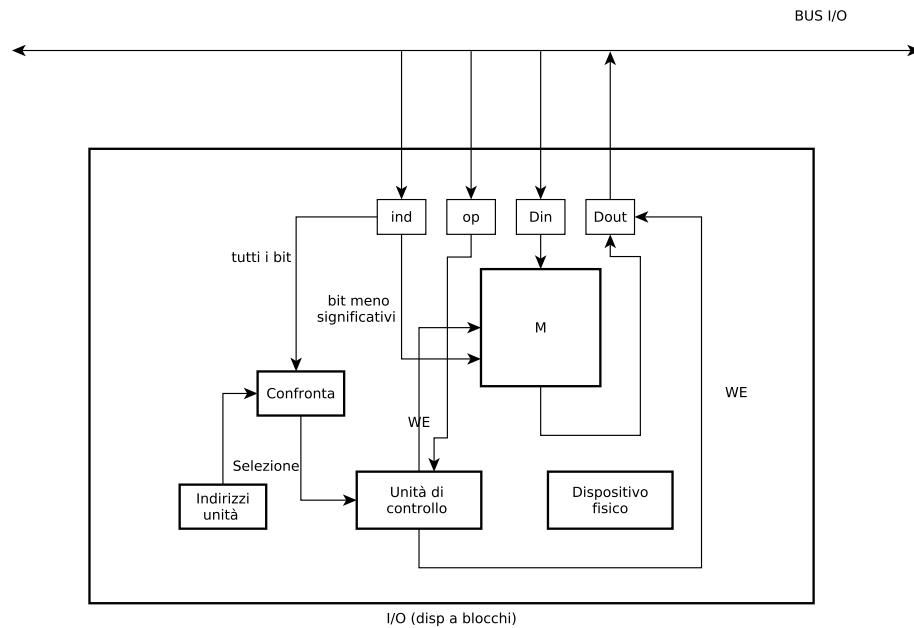 BUS I/O
ind
op
Din
Dout
tutti i bit
bit meno
significativi
M
Confronta
WE
WE
Selezione
Indirizzi
unità
Unità di
controllo
Dispositivo
fisico
I/O (disp a blocchi)